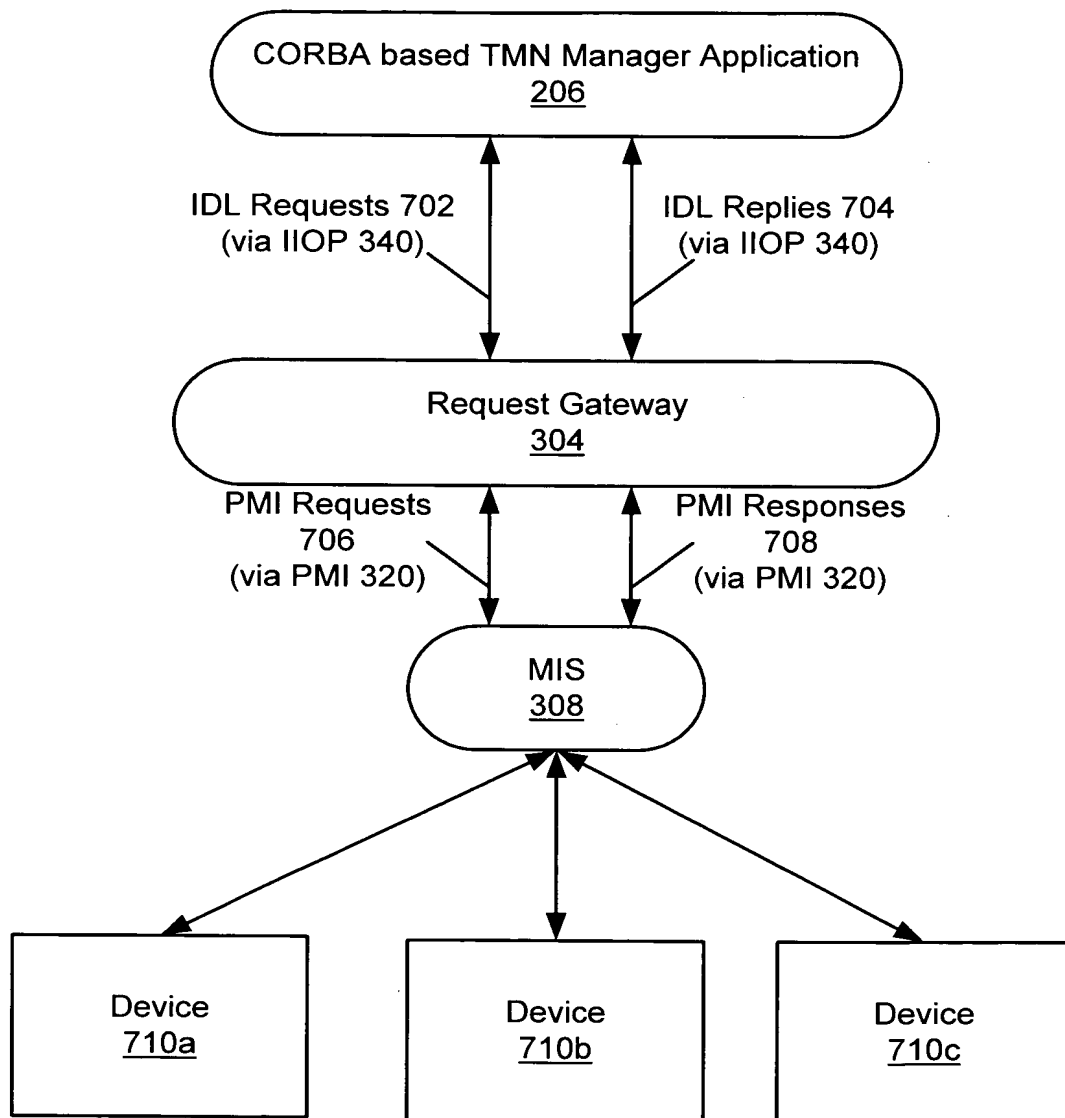 CORBA based TMN Manager Application
206
IDL Requests 702
(via IIOP 340)
IDL Replies 704
(via IIOP 340)
Request Gateway
304
PMI Requests
706
(via PMI 320)
PMI Responses
708
(via PMI 320)
MIS
308
Device
710a
Device
710b
Device
710c